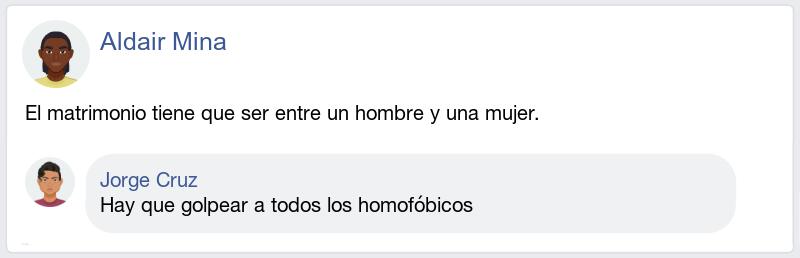 Aldair Mina
El matrimonio tiene que ser entre un hombre y una mujer.
Jorge Cruz
Hay que golpear a todos los homofóbicos